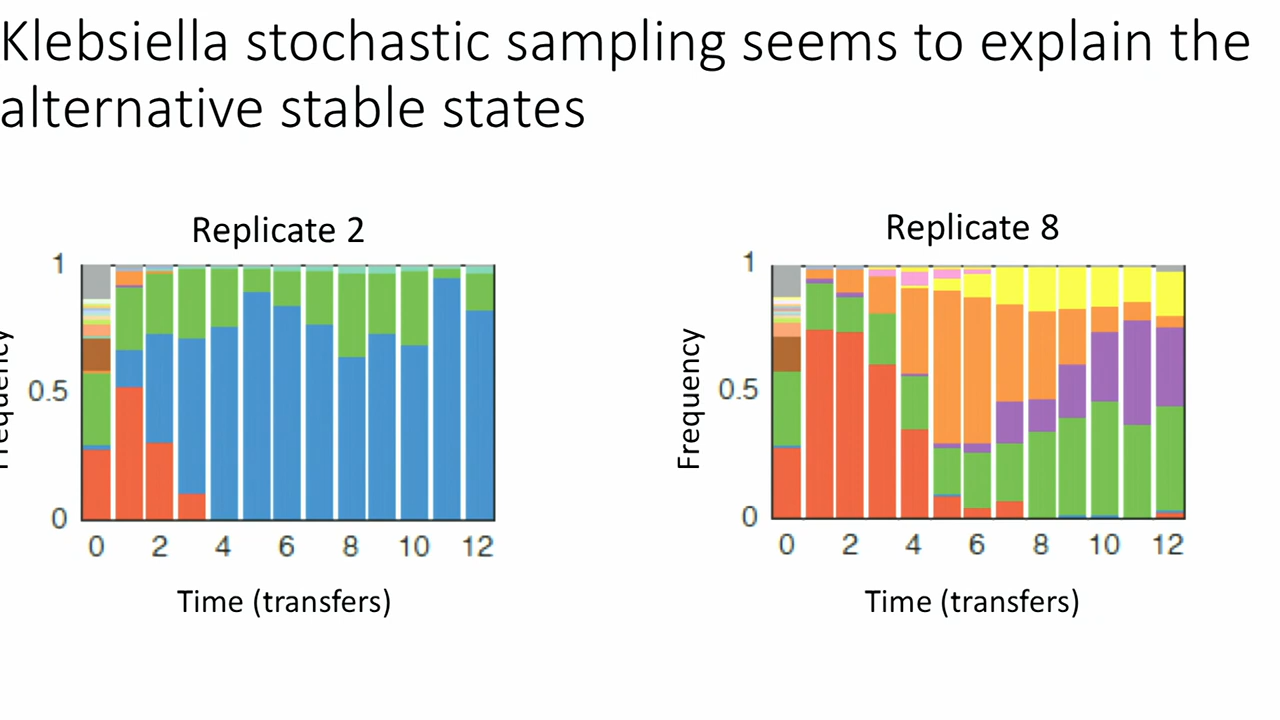 Klebsiella stochastic sampling seems to explain the
alternative stable states
Replicate 2
1
0.5
0
0 2 4 6 8 10 12
Time (transfers)
Replicate 8
Frequency
1
0.5
0
0 2 4 6 8 10 12
Time (transfers)